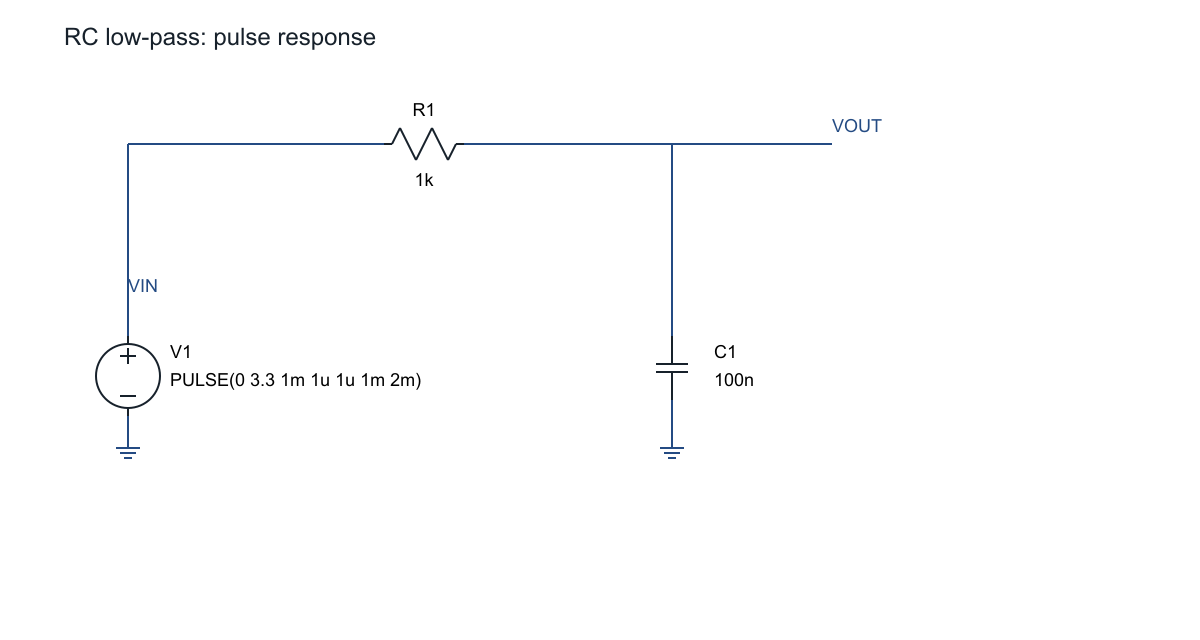 RC low-pass: pulse response
R1
1k
VOUT
VIN
V1
PULSE(0 3.3 1m 1u 1u 1m 2m)
C1
100n